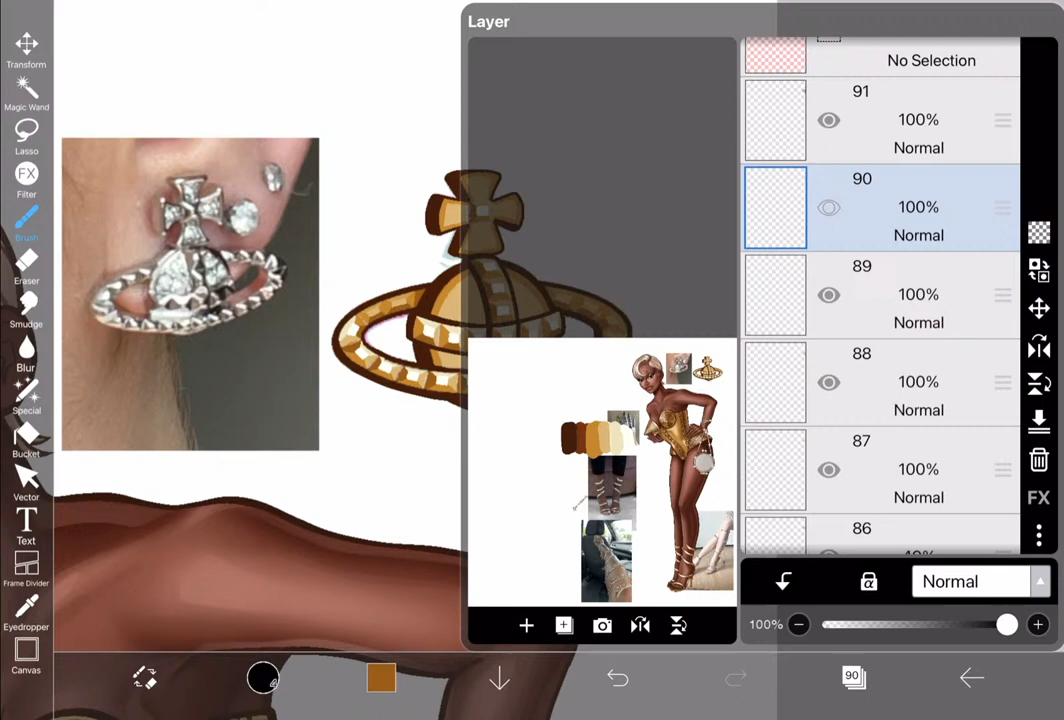 Layer
Transform
Magic Wand
Lasso
FX
Filter
Brush
Eraser
Smudge
Blur
Special
Bucket
Vector
T
Text
Frame Divider
Eyedropper
Canvas
No Selection
91
100%
Normal
90
100%
Normal
89
100%
Normal
88
100%
Normal
87
100%
Normal
86
FX
α
Normal
100%
90